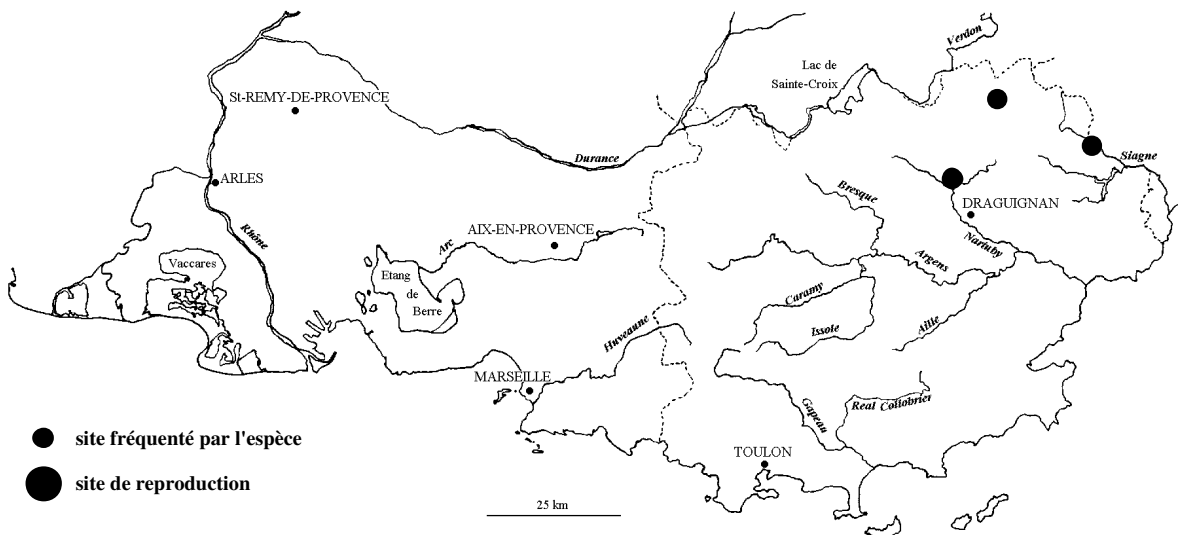 Verdon
Lac de
Sainte-Croix
St-REMY-DE-PROVENCE
Durance
Siagne
ARLES
Bresque
DRAGUIGNAN
Rhône
Arc
AIX-EN-PROVENCE
Nartuby
Vaccares
Etang
de
Berre
Argens
Caramy
Issole
Aille
Huveaune
MARSEILLE
Gapeau
Real Collobrier
site fréquenté par l'espèce
TOULON
site de reproduction
25 km